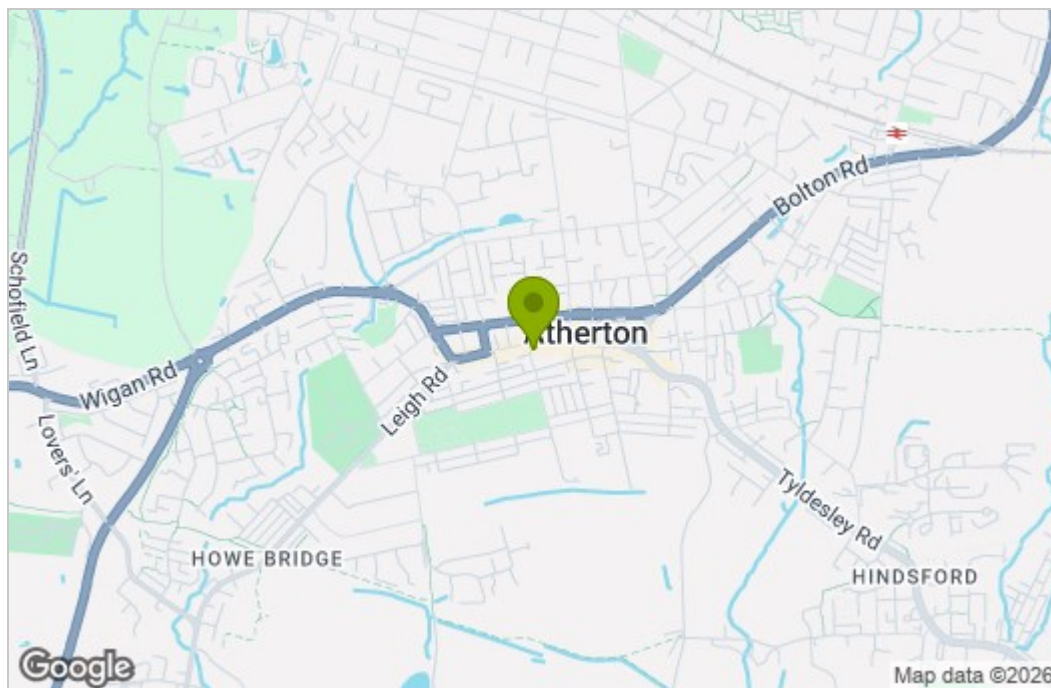 Bolton Rd
Schofield Ln
Atherton
Wigan Rd
Leigh Rd
Lovers' Ln
Tyldesley Rd
HOWE BRIDGE
HINDSFORD
Google
Map data ©2026